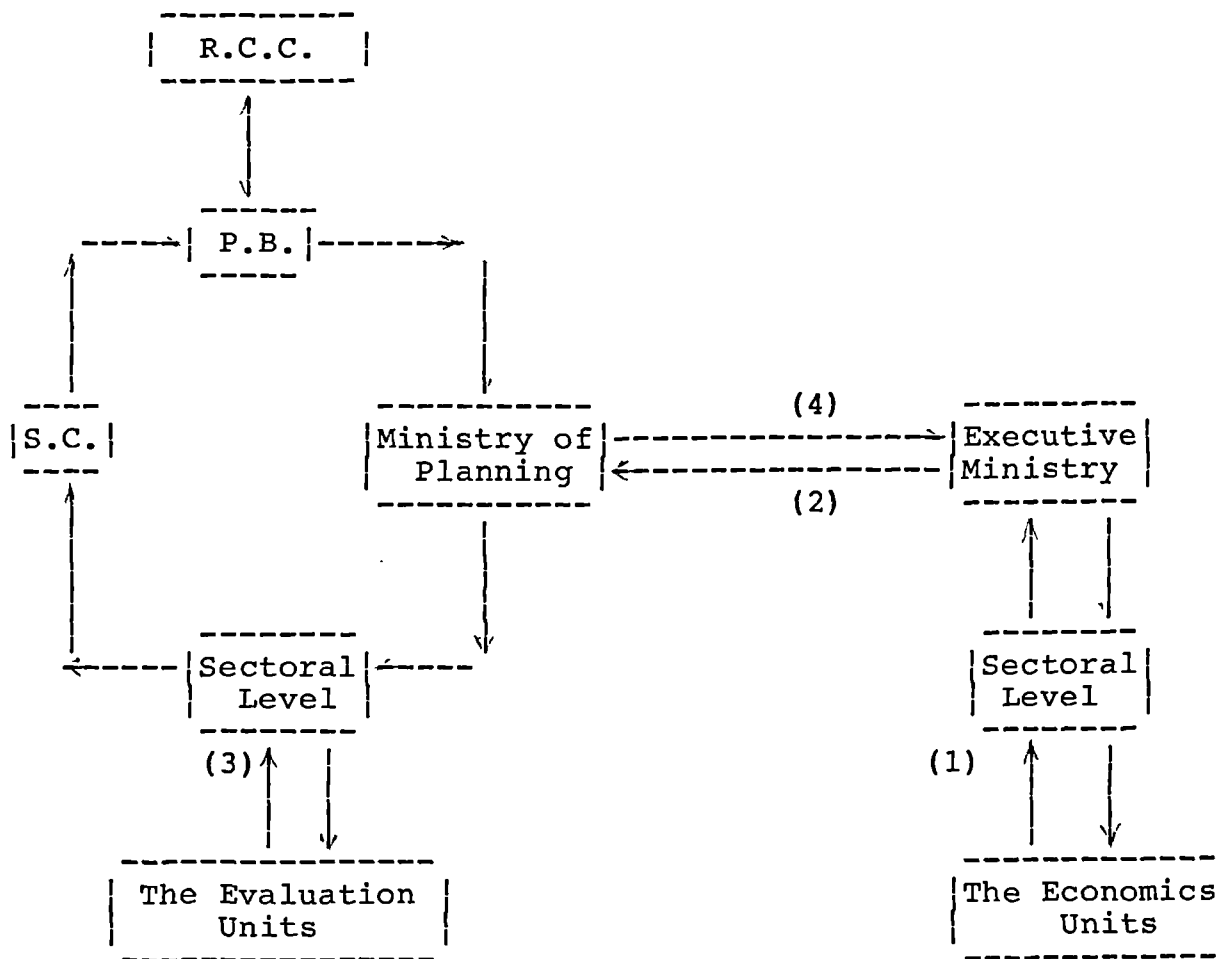 R.C.C.
P.B.
S.C.
Ministry of
Planning
(4)
(2)
Executive
Ministry
Sectoral
Level
(3)
Sectoral
Level
(1)
The Evaluation
Units
The Economics
Units